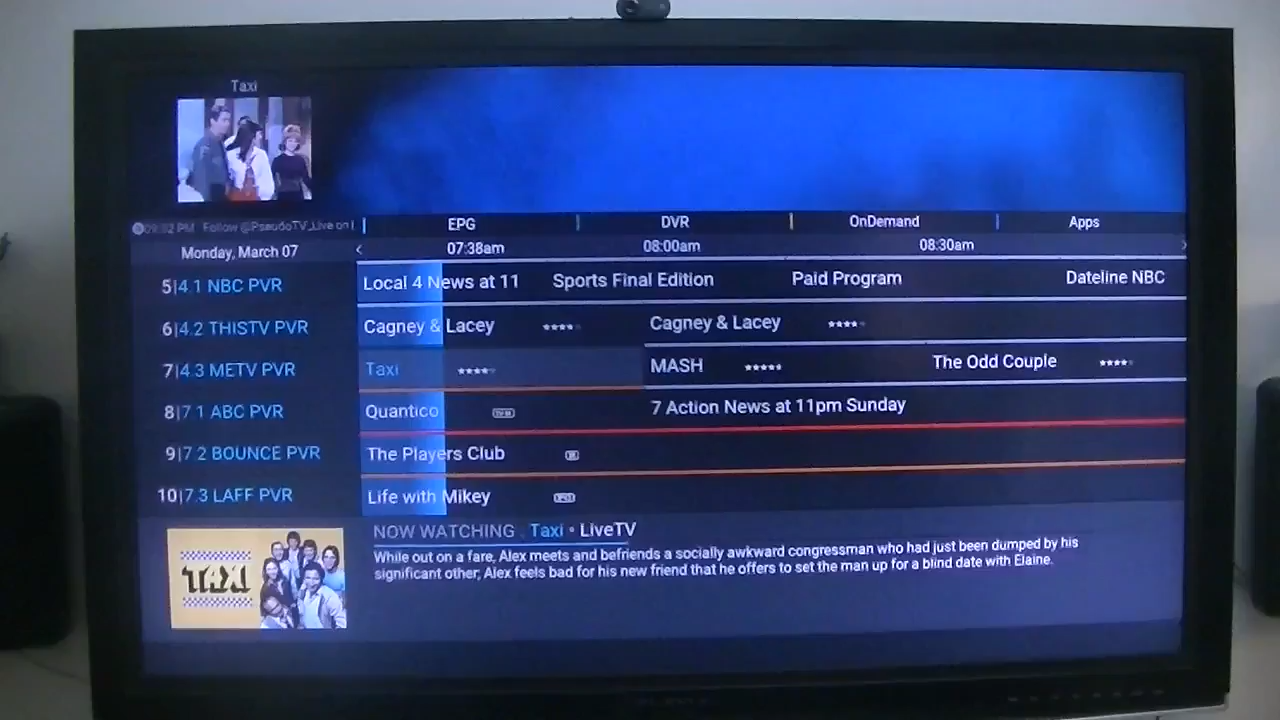 Taxi
09:32 PM Follow @PseudoTV_Live on
EPG DVR OnDemand Apps
Monday, March 07 < 07:38am 08:00am 08:30am >
5|4.1 NBC PVR Local 4 News at 11 Sports Final Edition Paid Program Dateline NBC
6|4.2 THISTV PVR Cagney & Lacey Cagney & Lacey
7|4.3 METV PVR Taxi MASH The Odd Couple
8|7 1 ABC PVR Quantico 7 Action News at 11pm Sunday
9|7 2 BOUNCE PVR The Players Club
10|7.3 LAFF PVR Life with Mikey
NOW WATCHING . Taxi • LiveTV
While out on a fare, Alex meets and befriends a socially awkward congressman who had just been dumped by his
significant other; Alex feels bad for his new friend that he offers to set the man up for a blind date with Elaine.
TAXI